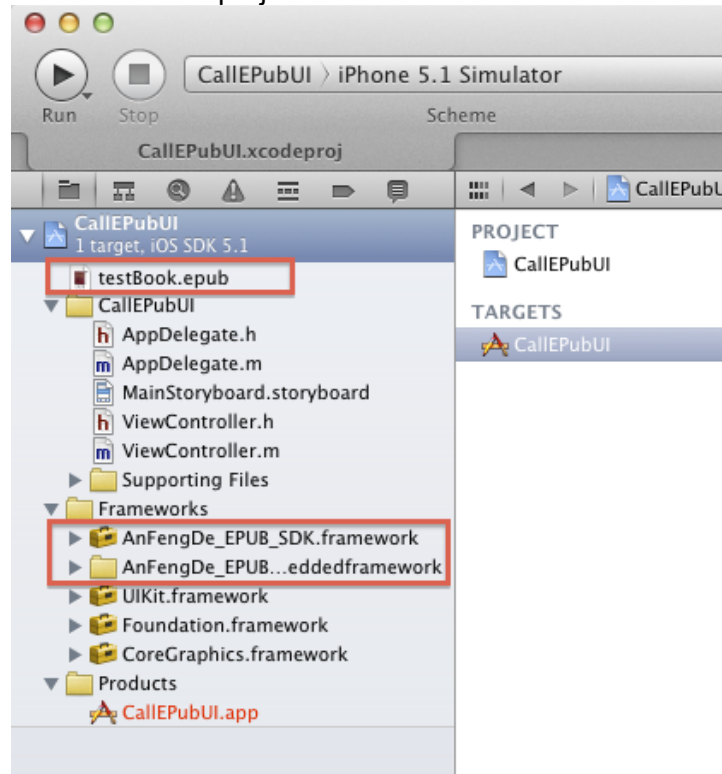 CallEPubUI > iPhone 5.1 Simulator
Run Stop Scheme
CallEPubUI.xcodeproj
CallEPubUI
1 target, iOS SDK 5.1
testBook.epub
CallEPubUI
AppDelegate.h
AppDelegate.m
MainStoryboard.storyboard
ViewController.h
ViewController.m
Supporting Files
Frameworks
AnFengDe_EPUB_SDK.framework
AnFengDe_EPUB...eddedframework
UIKit.framework
Foundation.framework
CoreGraphics.framework
Products
CallEPubUI.app
CallEPubU
PROJECT
CallEPubUI
TARGETS
CallEPubUI